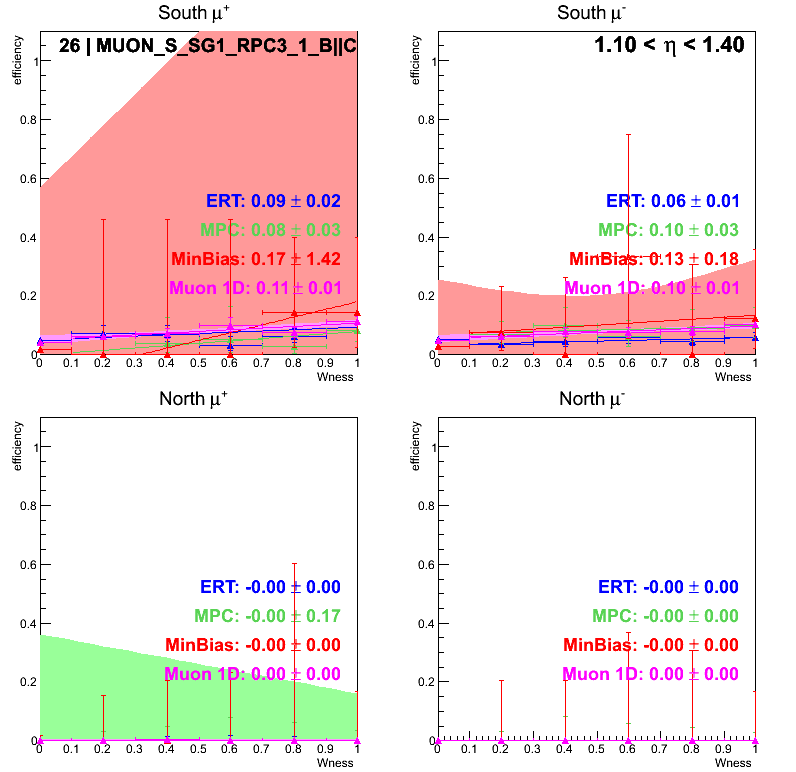 South μ+
efficiency
26 | MUON_S_SG1_RPC3_1_B||C
1
0.8
0.6
0.4
0.2
0
ERT: 0.09 ± 0.02
MPC: 0.08 ± 0.03
MinBias: 0.17 ± 1.42
Muon 1D: 0.11 ± 0.01
0 0.1 0.2 0.3 0.4 0.5 0.6 0.7 0.8 0.9 1
Wness
South μ-
efficiency
1.10 < η < 1.40
1
0.8
0.6
0.4
0.2
0
ERT: 0.06 ± 0.01
MPC: 0.10 ± 0.03
MinBias: 0.13 ± 0.18
Muon 1D: 0.10 ± 0.01
0 0.1 0.2 0.3 0.4 0.5 0.6 0.7 0.8 0.9 1
Wness
North μ+
efficiency
1
0.8
0.6
0.4
0.2
0
ERT: -0.00 ± 0.00
MPC: -0.00 ± 0.17
MinBias: -0.00 ± 0.00
Muon 1D: 0.00 ± 0.00
0 0.1 0.2 0.3 0.4 0.5 0.6 0.7 0.8 0.9 1
Wness
North μ-
efficiency
1
0.8
0.6
0.4
0.2
0
ERT: -0.00 ± 0.00
MPC: -0.00 ± 0.00
MinBias: -0.00 ± 0.00
Muon 1D: 0.00 ± 0.00
0 0.1 0.2 0.3 0.4 0.5 0.6 0.7 0.8 0.9 1
Wness